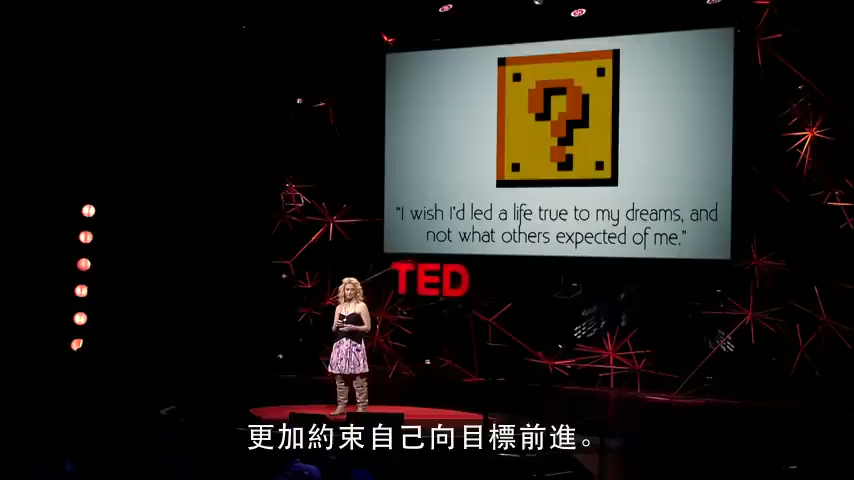 "I wish I'd led a life true to my dreams, and
not what others expected of me."
TED
更加約束自己向目標前進。